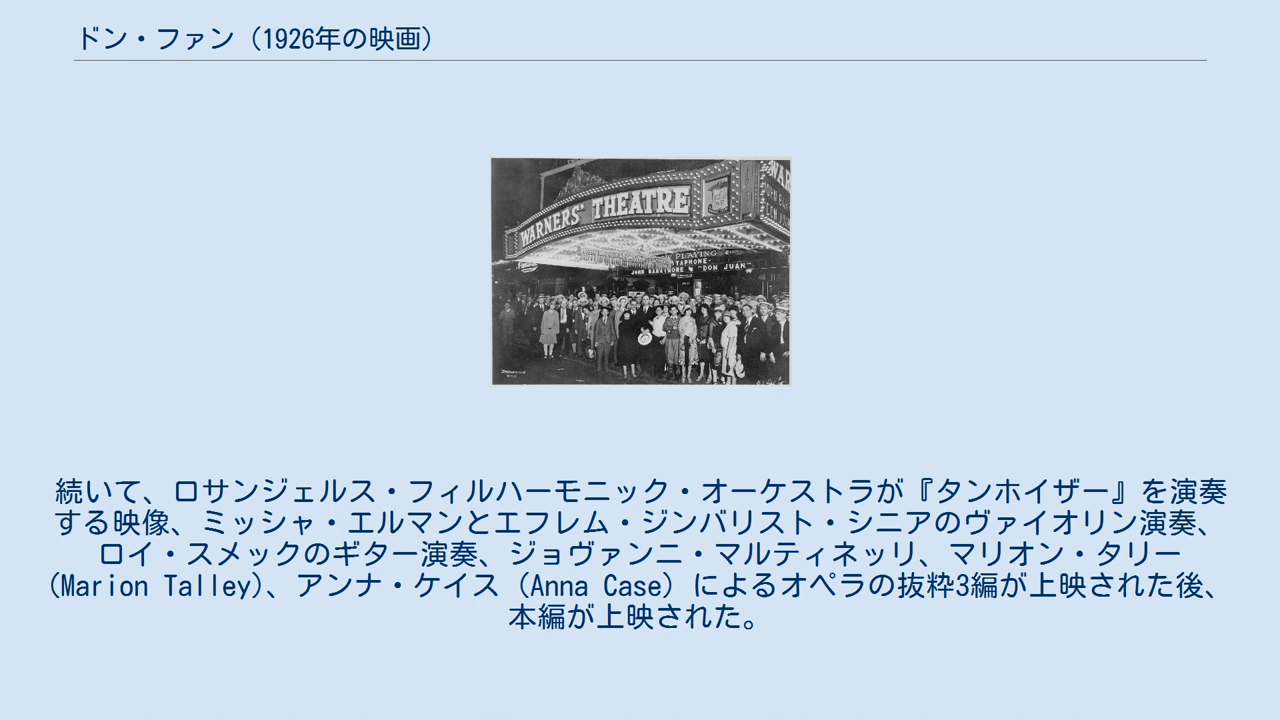 ドン・ファン（1926年の映画）
WARNERS' THEATRE
PLAYING
JOHN BARRYMORE in "DON JUAN"
続いて、ロサンジェルス・フィルハーモニック・オーケストラが『タンホイザー』を演奏
する映像、ミッシャ・エルマンとエフレム・ジンバリスト・シニアのヴァイオリン演奏、
ロイ・スメックのギター演奏、ジョヴァンニ・マルティネッリ、マリオン・タリー
(Marion Talley)、アンナ・ケイス（Anna Case）によるオペラの抜粋3編が上映された後、
本編が上映された。